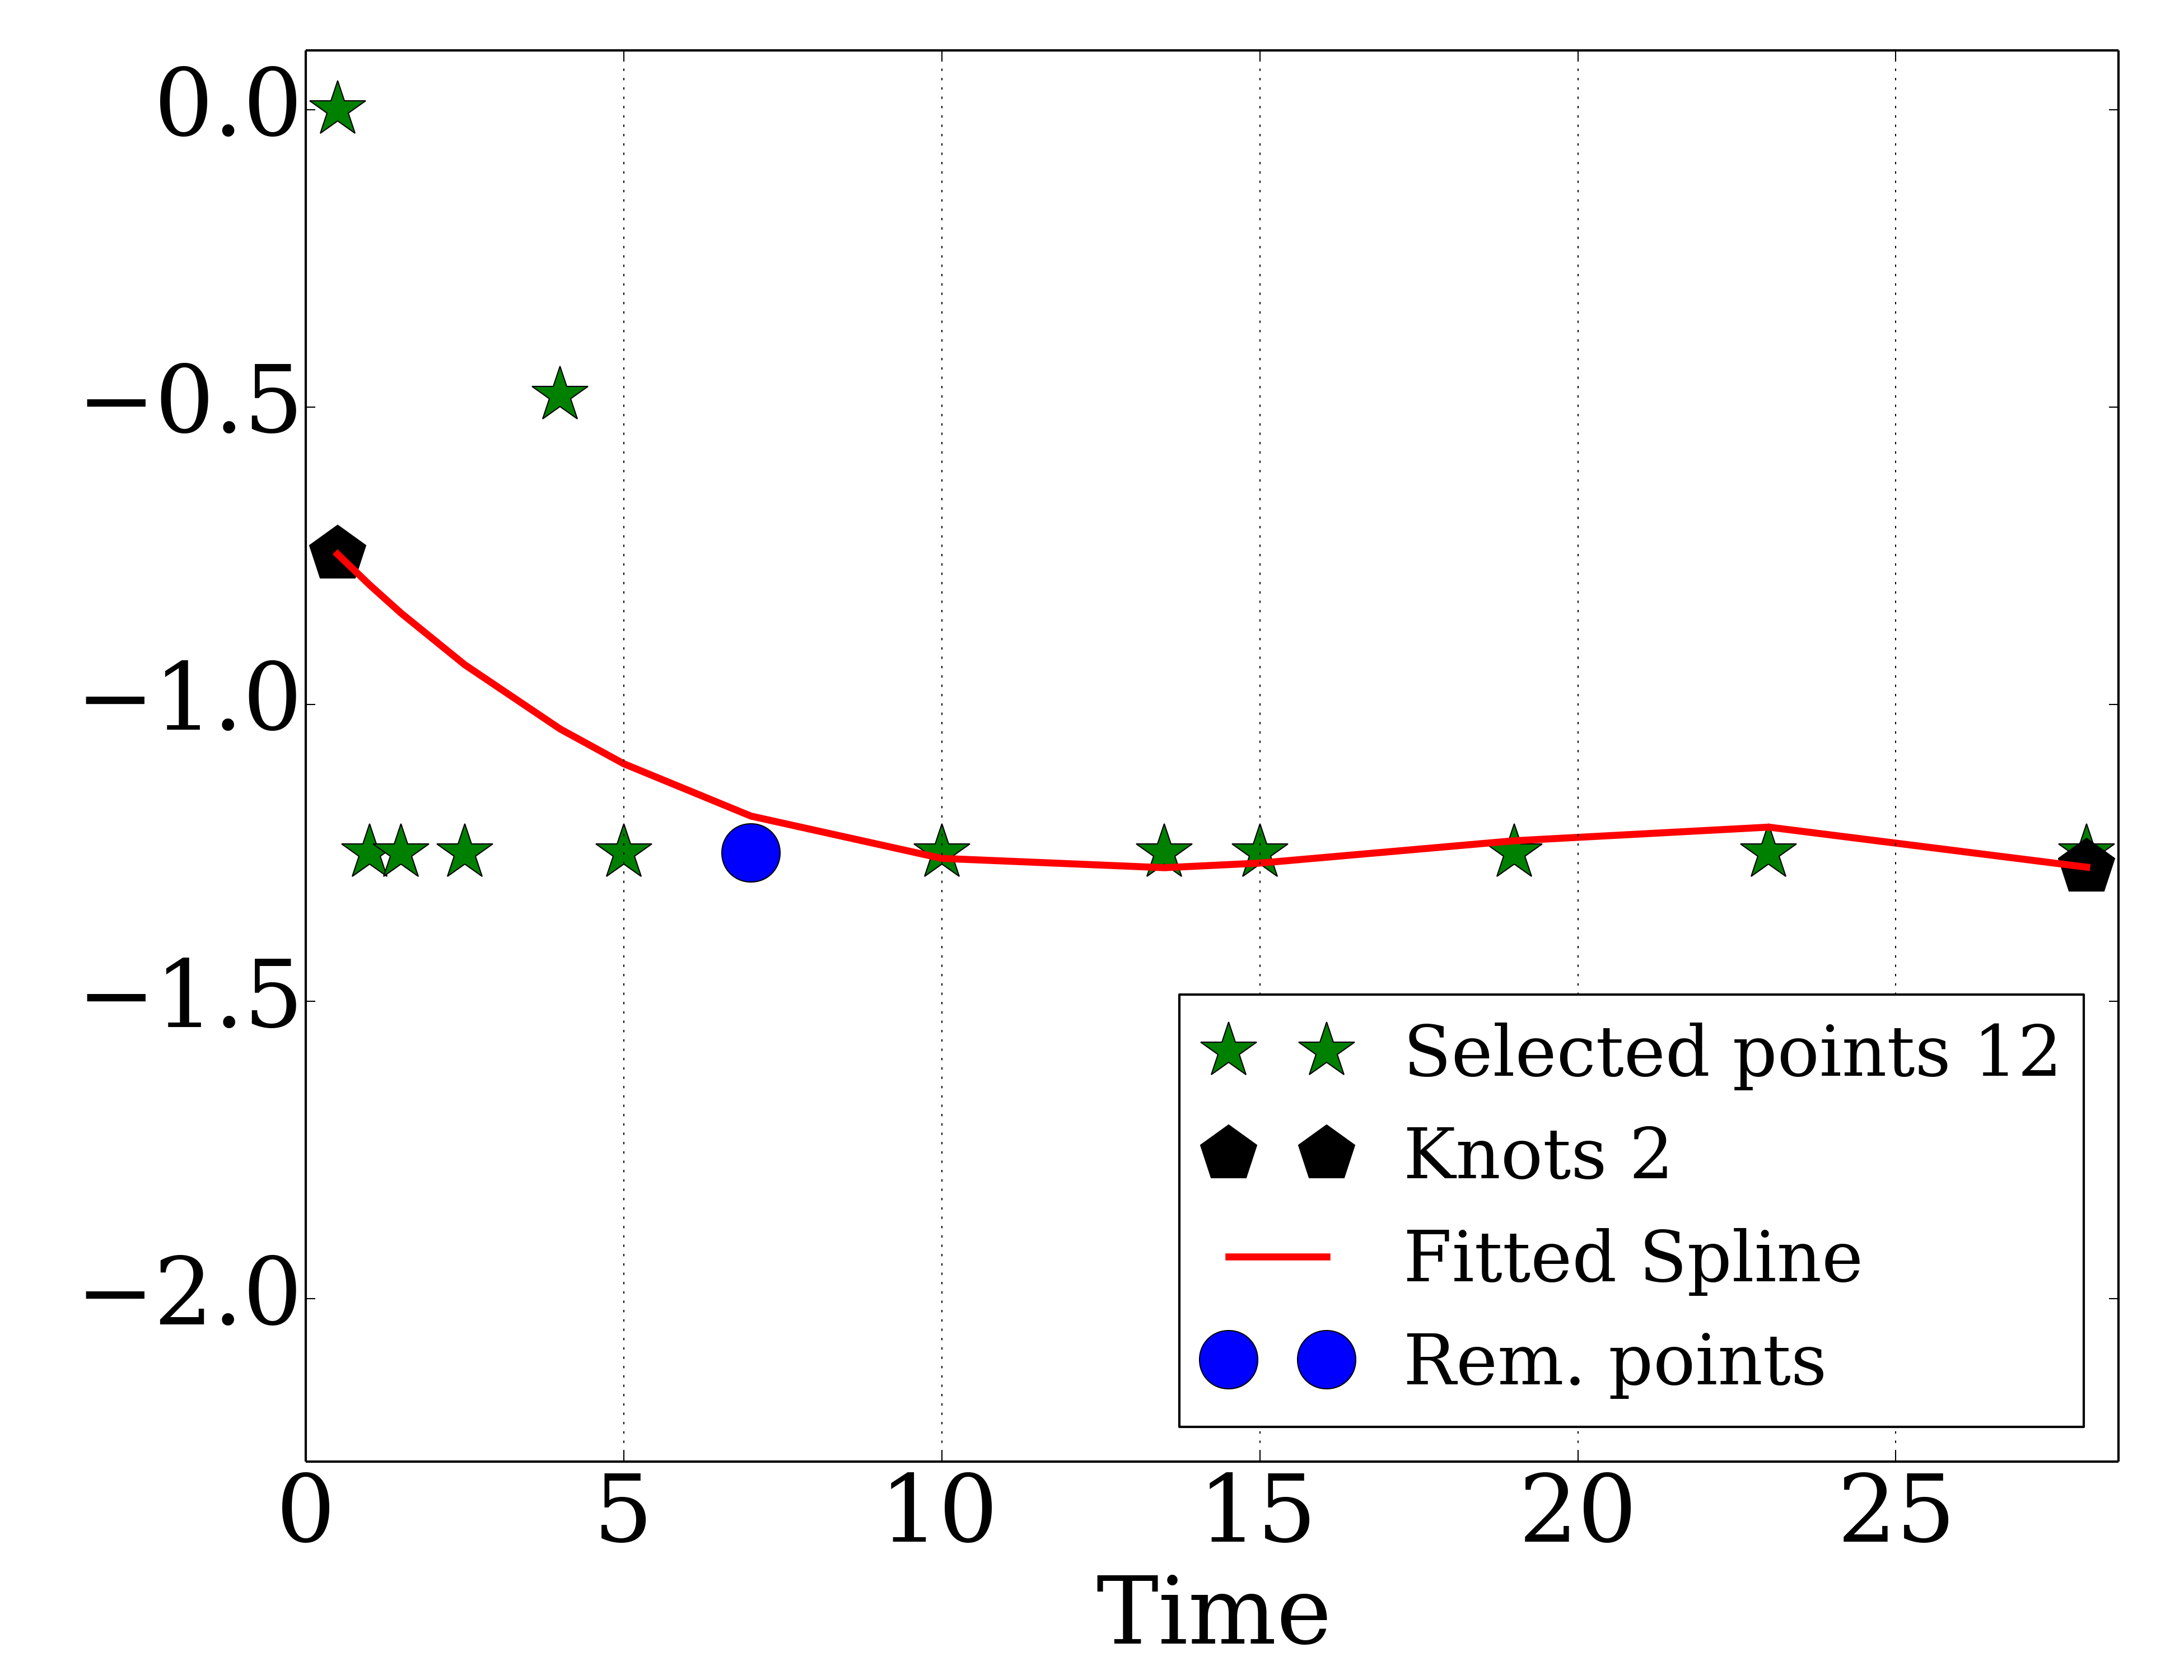 0.0
−0.5
−1.0
−1.5
−2.0
Selected points 12
Knots 2
Fitted Spline
Rem. points
0 5 10 15 20 25
Time